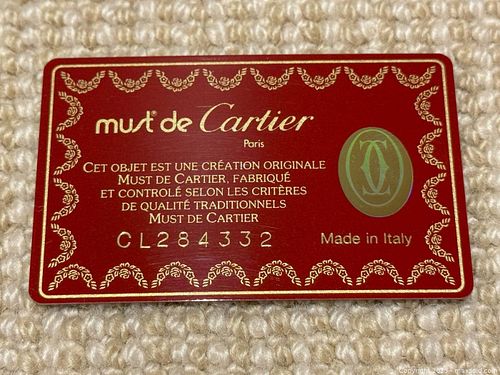 must de Cartier
Paris
CET OBJET EST UNE CRÉATION ORIGINALE
MUST DE CARTIER, FABRIQUÉ
ET CONTROLÉ SELON LES CRITÈRES
DE QUALITÉ TRADITIONNELS
MUST DE CARTIER
CL284332
Made in Italy